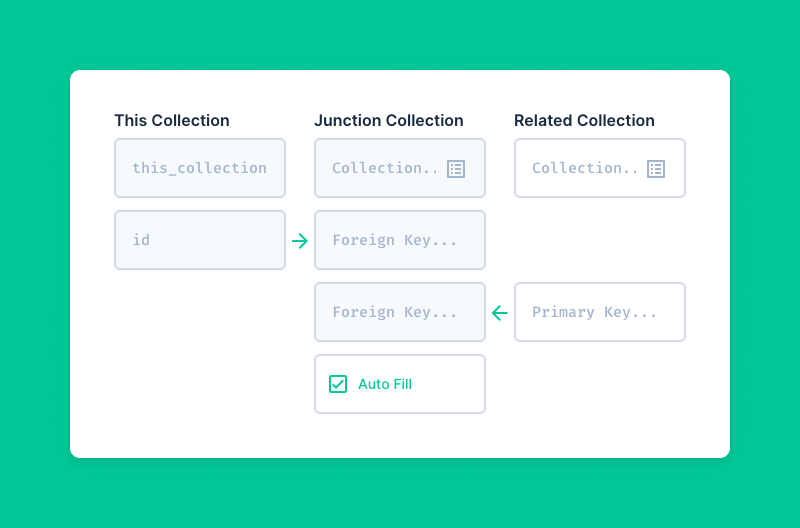 This Collection Junction Collection Related Collection
this_collection Collection.. Collection..
id Foreign Key...
Foreign Key... Primary Key...
Auto Fill